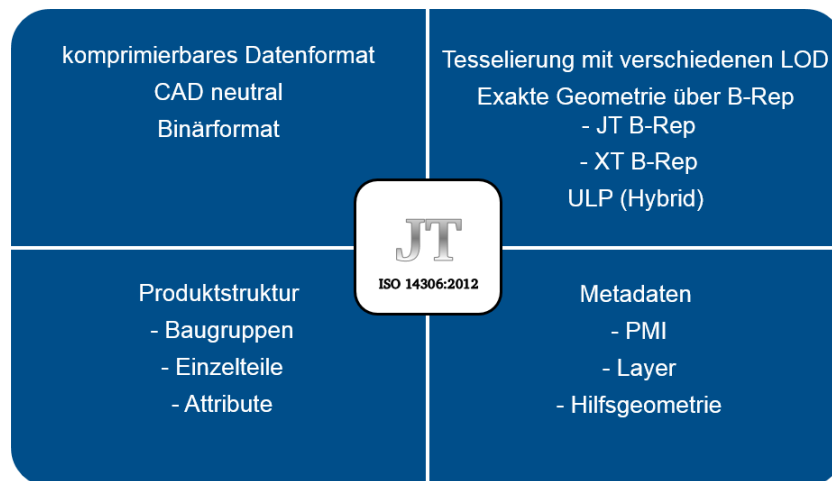 komprimierbares Datenformat
CAD neutral
Binärformat
Tesselierung mit verschiedenen LOD
Exakte Geometrie über B-Rep
- JT B-Rep
- XT B-Rep
ULP (Hybrid)
JT
ISO 14306:2012
Produktstruktur
- Baugruppen
- Einzelteile
- Attribute
Metadaten
- PMI
- Layer
- Hilfsgeometrie